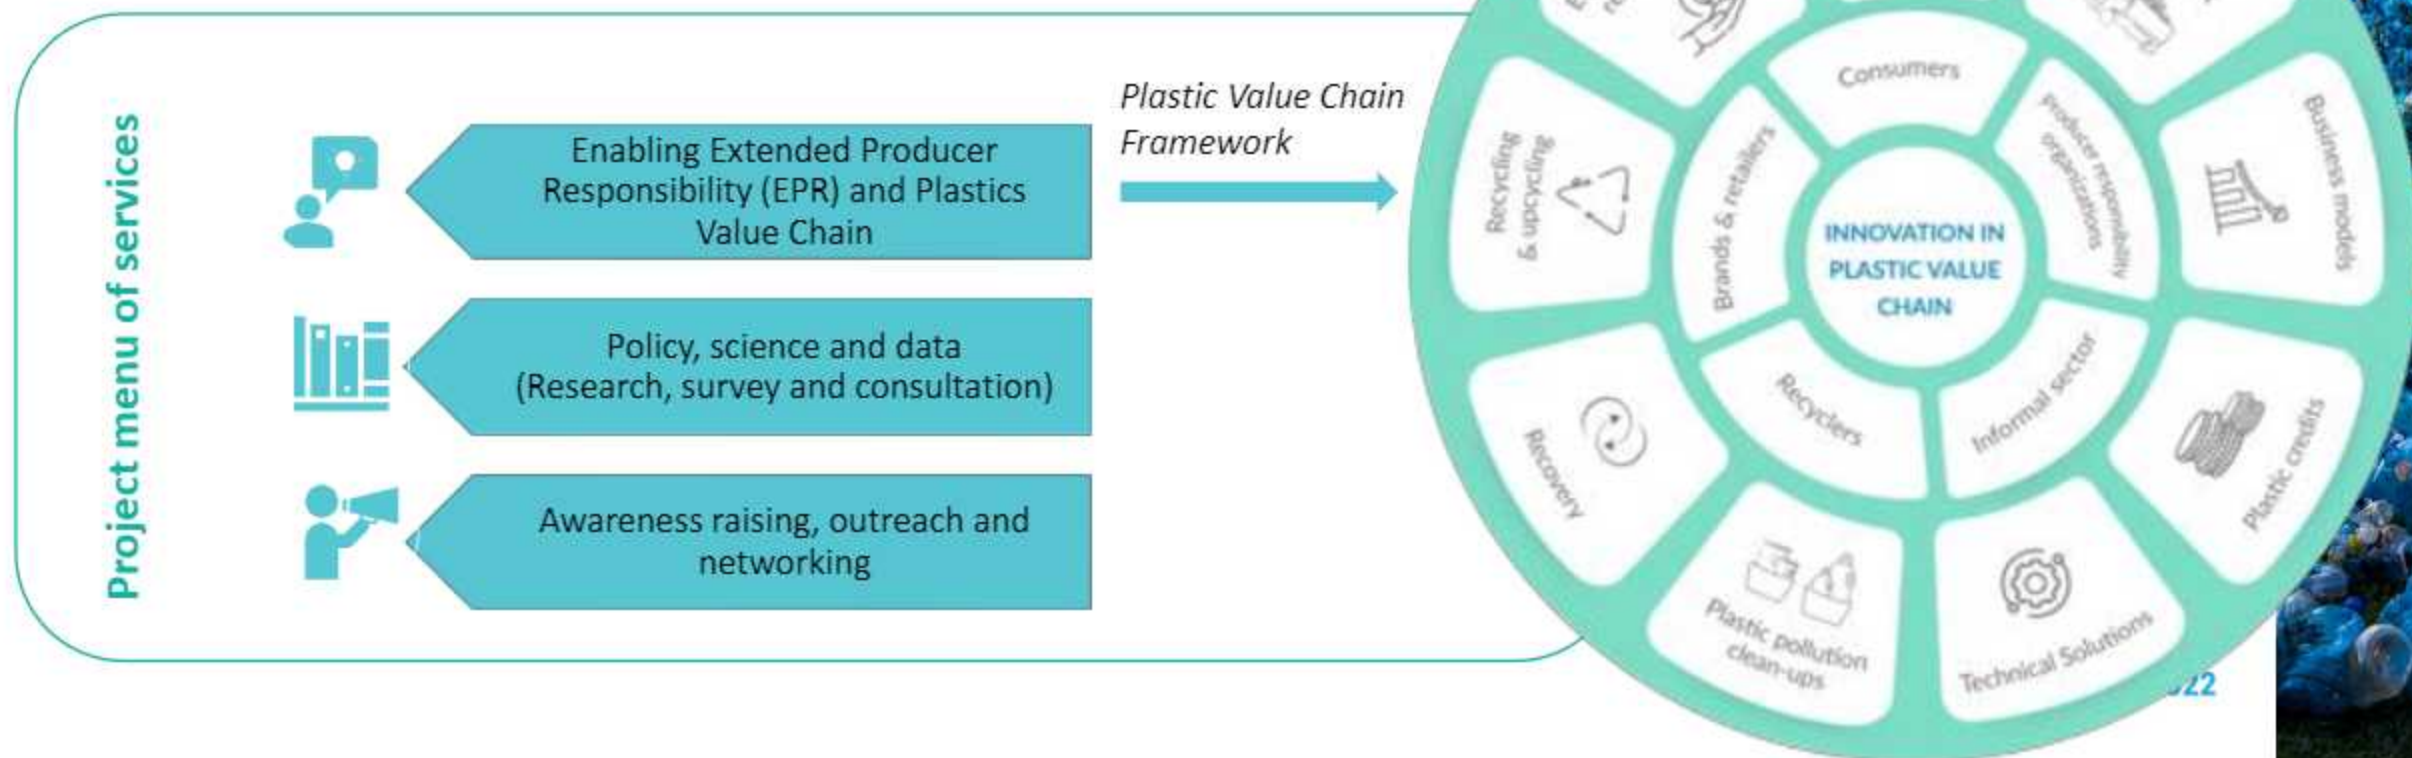 Project menu of services
Enabling Extended Producer
Responsibility (EPR) and Plastics
Value Chain
Policy, science and data
(Research, survey and consultation)
Awareness raising, outreach and
networking
Plastic Value Chain
Framework
INNOVATION IN
PLASTIC VALUE
CHAIN
Consumers
producer responsibility
organizations
Informal sector
Recyclers
Brands & retailers
Business models
Plastic credits
Technical Solutions
Plastic pollution
clean-ups
Recovery
Recycling
& upcycling
22